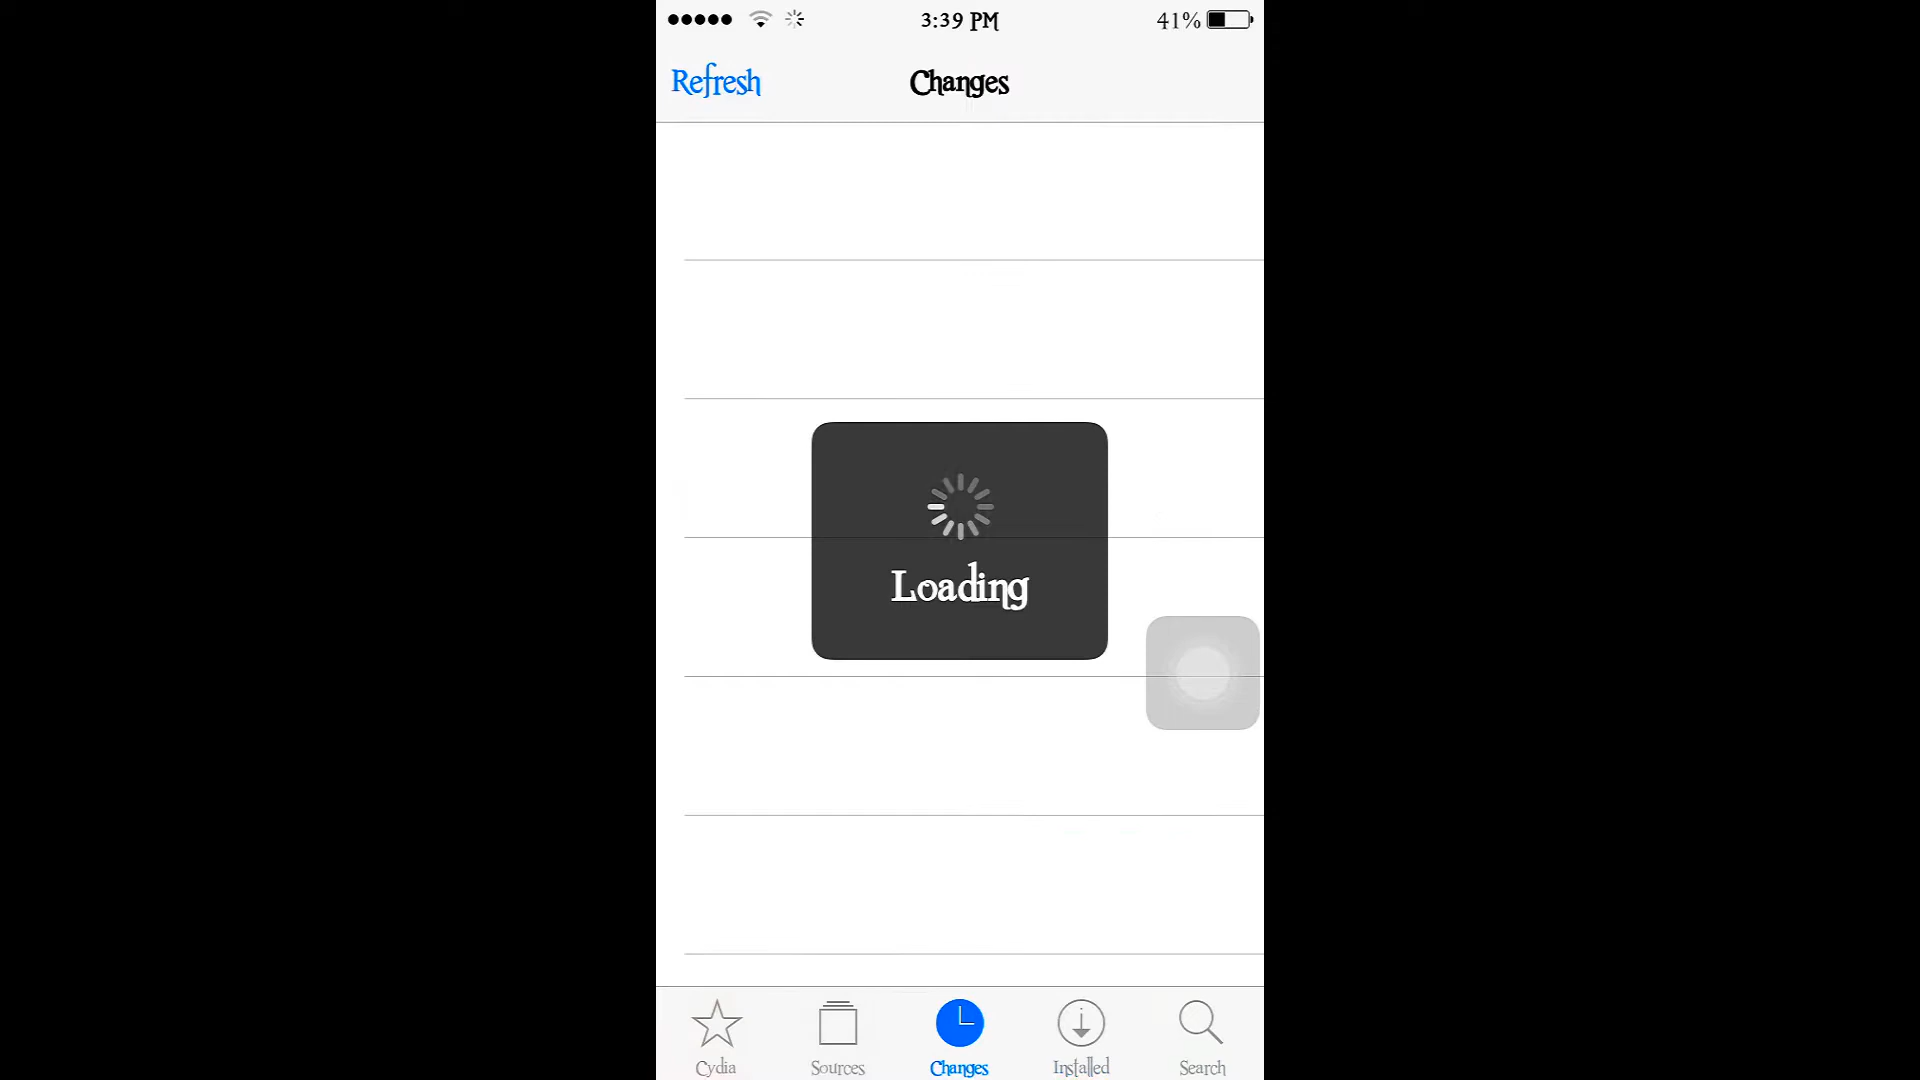 3:39 PM
41%
Refresh
Changes
Loading
Cydia
Sources
Changes
Installed
Search